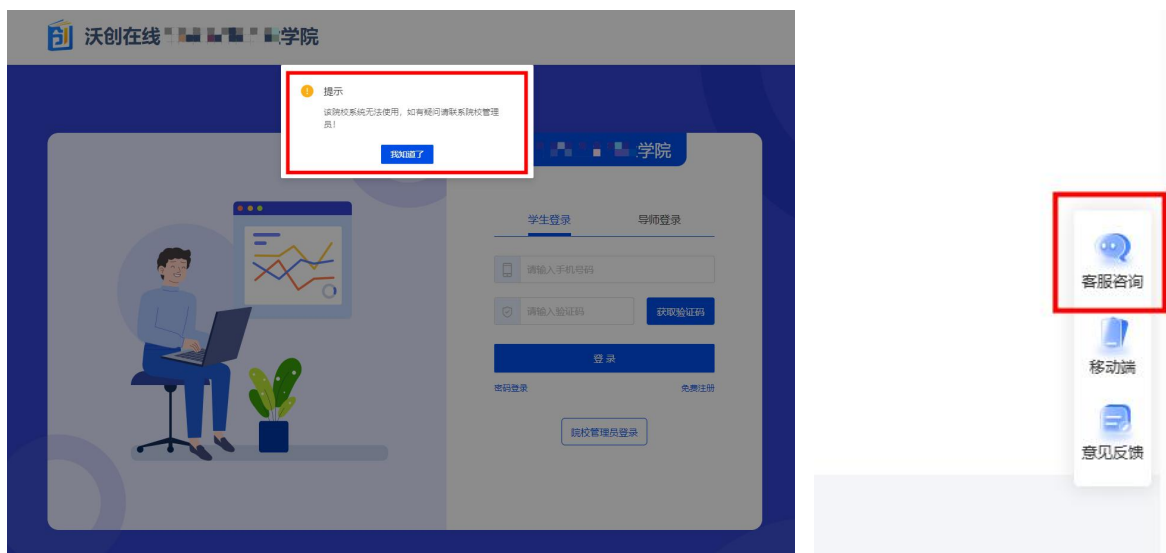 创 沃创在线 学院
提示
该院校系统无法使用，如有疑问请联系院校管理
员！
我知道了
学院
学生登录 导师登录
请输入手机号码
请输入验证码 获取验证码
登 录
密码登录 免费注册
院校管理员登录
客服咨询
移动端
意见反馈